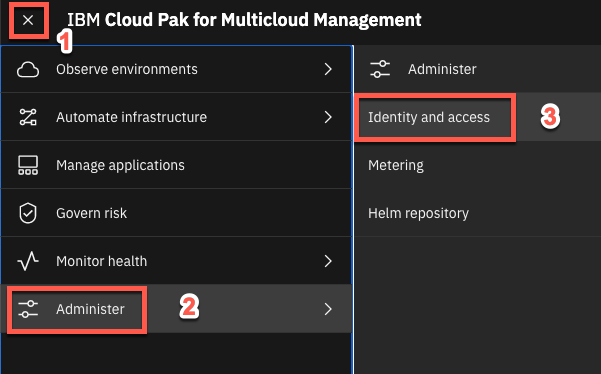 IBM Cloud Pak for Multicloud Management
1
Observe environments
Automate infrastructure
Manage applications
Govern risk
Monitor health
Administer
2
Administer
Identity and access
3
Metering
Helm repository